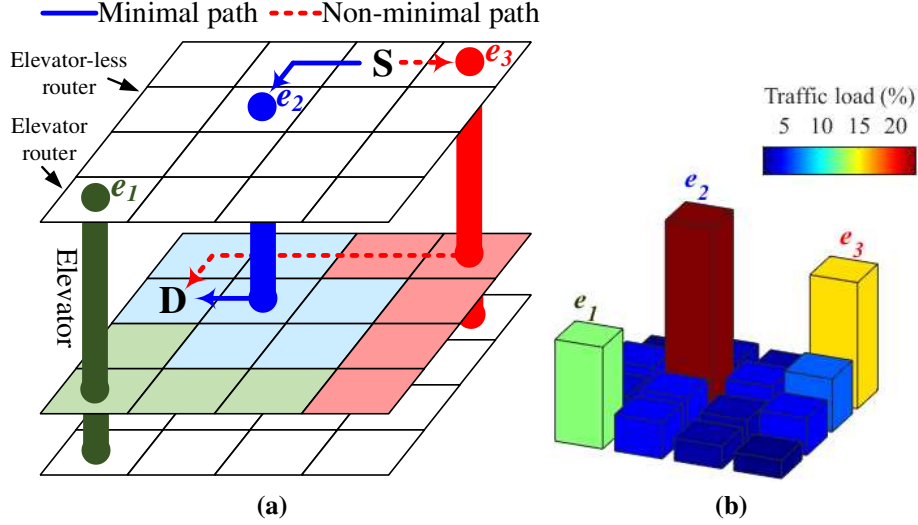 Minimal path Non-minimal path
Elevator-less
router
Elevator
router
S
e3
e2
e1
Elevator
D
(a)
Traffic load (%)
5 10 15 20
e2
e3
e1
(b)